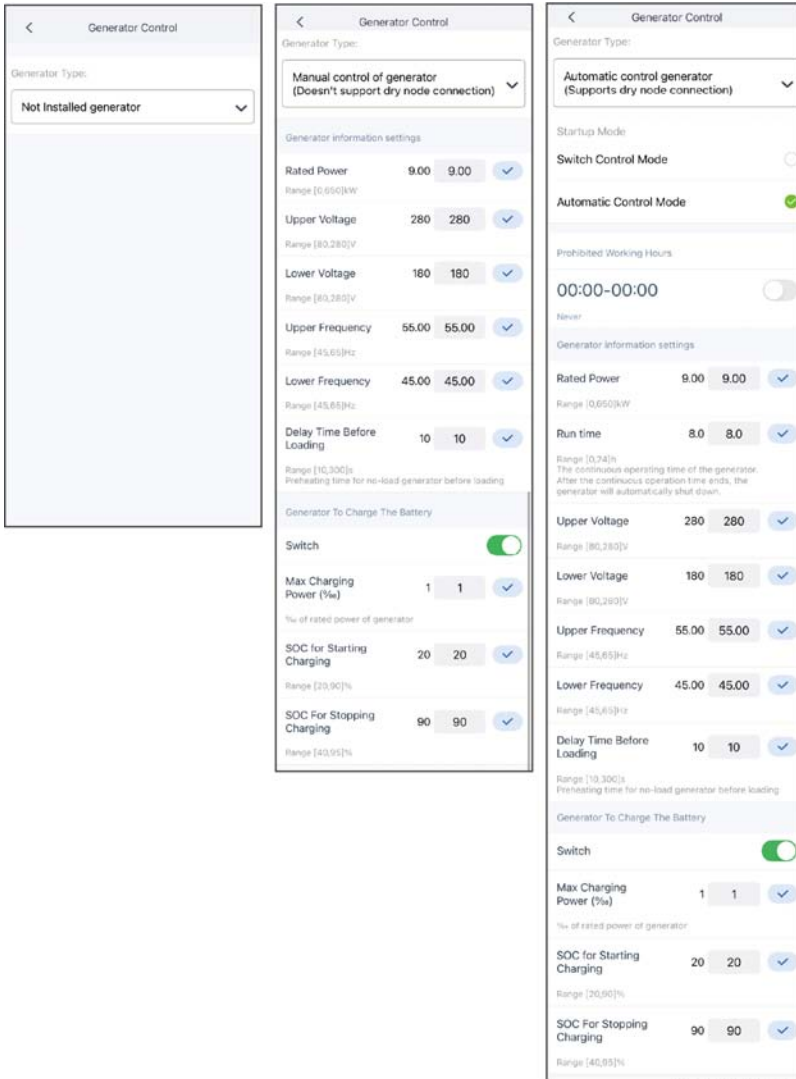 Generator Control
Generator Type:
Not Installed generator
Generator Control
Generator Type:
Manual control of generator
(Doesn't support dry node connection)
Generator information settings
Rated Power 9.00 9.00
Range [0,650]kW
Upper Voltage 280 280
Range [80,280]V
Lower Voltage 180 180
Range [80,280]V
Upper Frequency 55.00 55.00
Range [45,65]Hz
Lower Frequency 45.00 45.00
Range [45,65]Hz
Delay Time Before
Loading 10 10
Range [10,300]s
Preheating time for no-load generator before loading
Generator To Charge The Battery
Switch
Max Charging
Power (‰) 1 1
‰ of rated power of generator
SOC for Starting
Charging 20 20
Range [20,90]%
SOC For Stopping
Charging 90 90
Range [40,95]%
Generator Control
Generator Type:
Automatic control generator
(Supports dry node connection)
Startup Mode
Switch Control Mode
Automatic Control Mode
Prohibited Working Hours
00:00-00:00
Never
Generator information settings
Rated Power 9.00 9.00
Range [0,650]kW
Run time 8.0 8.0
Range [0,24]h
The continuous operating time of the generator.
After the continuous operation time ends, the
generator will automatically shut down.
Upper Voltage 280 280
Range [80,280]V
Lower Voltage 180 180
Range [80,280]V
Upper Frequency 55.00 55.00
Range [45,65]Hz
Lower Frequency 45.00 45.00
Range [45,65]Hz
Delay Time Before
Loading 10 10
Range [10,300]s
Preheating time for no-load generator before loading
Generator To Charge The Battery
Switch
Max Charging
Power (‰) 1 1
‰ of rated power of generator
SOC for Starting
Charging 20 20
Range [20,90]%
SOC For Stopping
Charging 90 90
Range [40,95]%